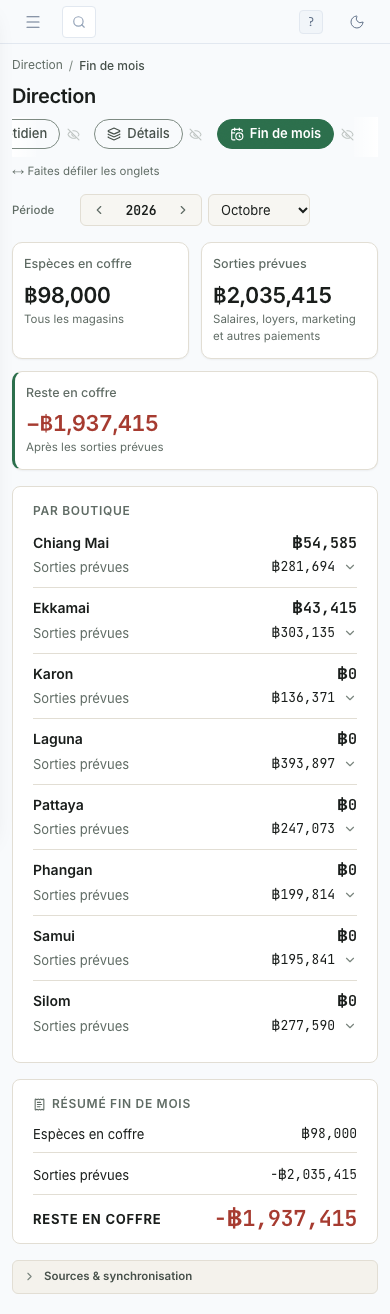 ?
Direction / Fin de mois
Direction
tidien Détails Fin de mois
↔ Faites défiler les onglets
Période 2026 Octobre
Espèces en coffre
฿98,000
Tous les magasins
Sorties prévues
฿2,035,415
Salaires, loyers, marketing
et autres paiements
Reste en coffre
−฿1,937,415
Après les sorties prévues
PAR BOUTIQUE
Chiang Mai ฿54,585
Sorties prévues ฿281,694
Ekkamai ฿43,415
Sorties prévues ฿303,135
Karon ฿0
Sorties prévues ฿136,371
Laguna ฿0
Sorties prévues ฿393,897
Pattaya ฿0
Sorties prévues ฿247,073
Phangan ฿0
Sorties prévues ฿199,814
Samui ฿0
Sorties prévues ฿195,841
Silom ฿0
Sorties prévues ฿277,590
RÉSUMÉ FIN DE MOIS
Espèces en coffre ฿98,000
Sorties prévues -฿2,035,415
RESTE EN COFFRE -฿1,937,415
Sources & synchronisation